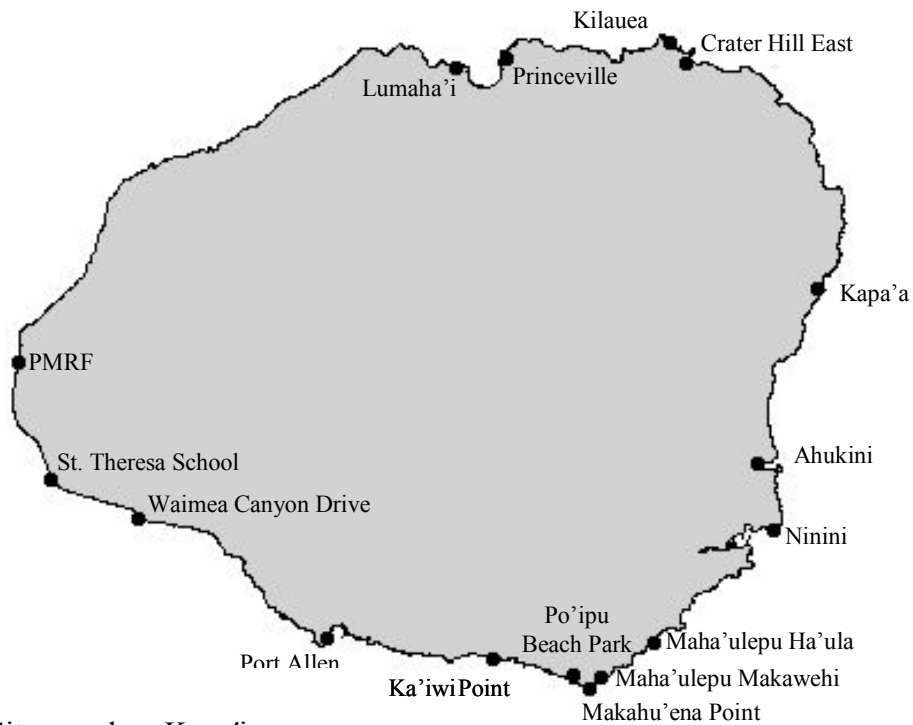 Kilauea
Crater Hill East
Lumaha’i
Princeville
Kapa’a
PMRF
St. Theresa School
Ahukini
Waimea Canyon Drive
Ninini
Po’ipu
Beach Park
Maha’ulepu Ha’ula
Port Allen
Ka’iwi Point
Maha’ulepu Makawehi
Makahu’ena Point